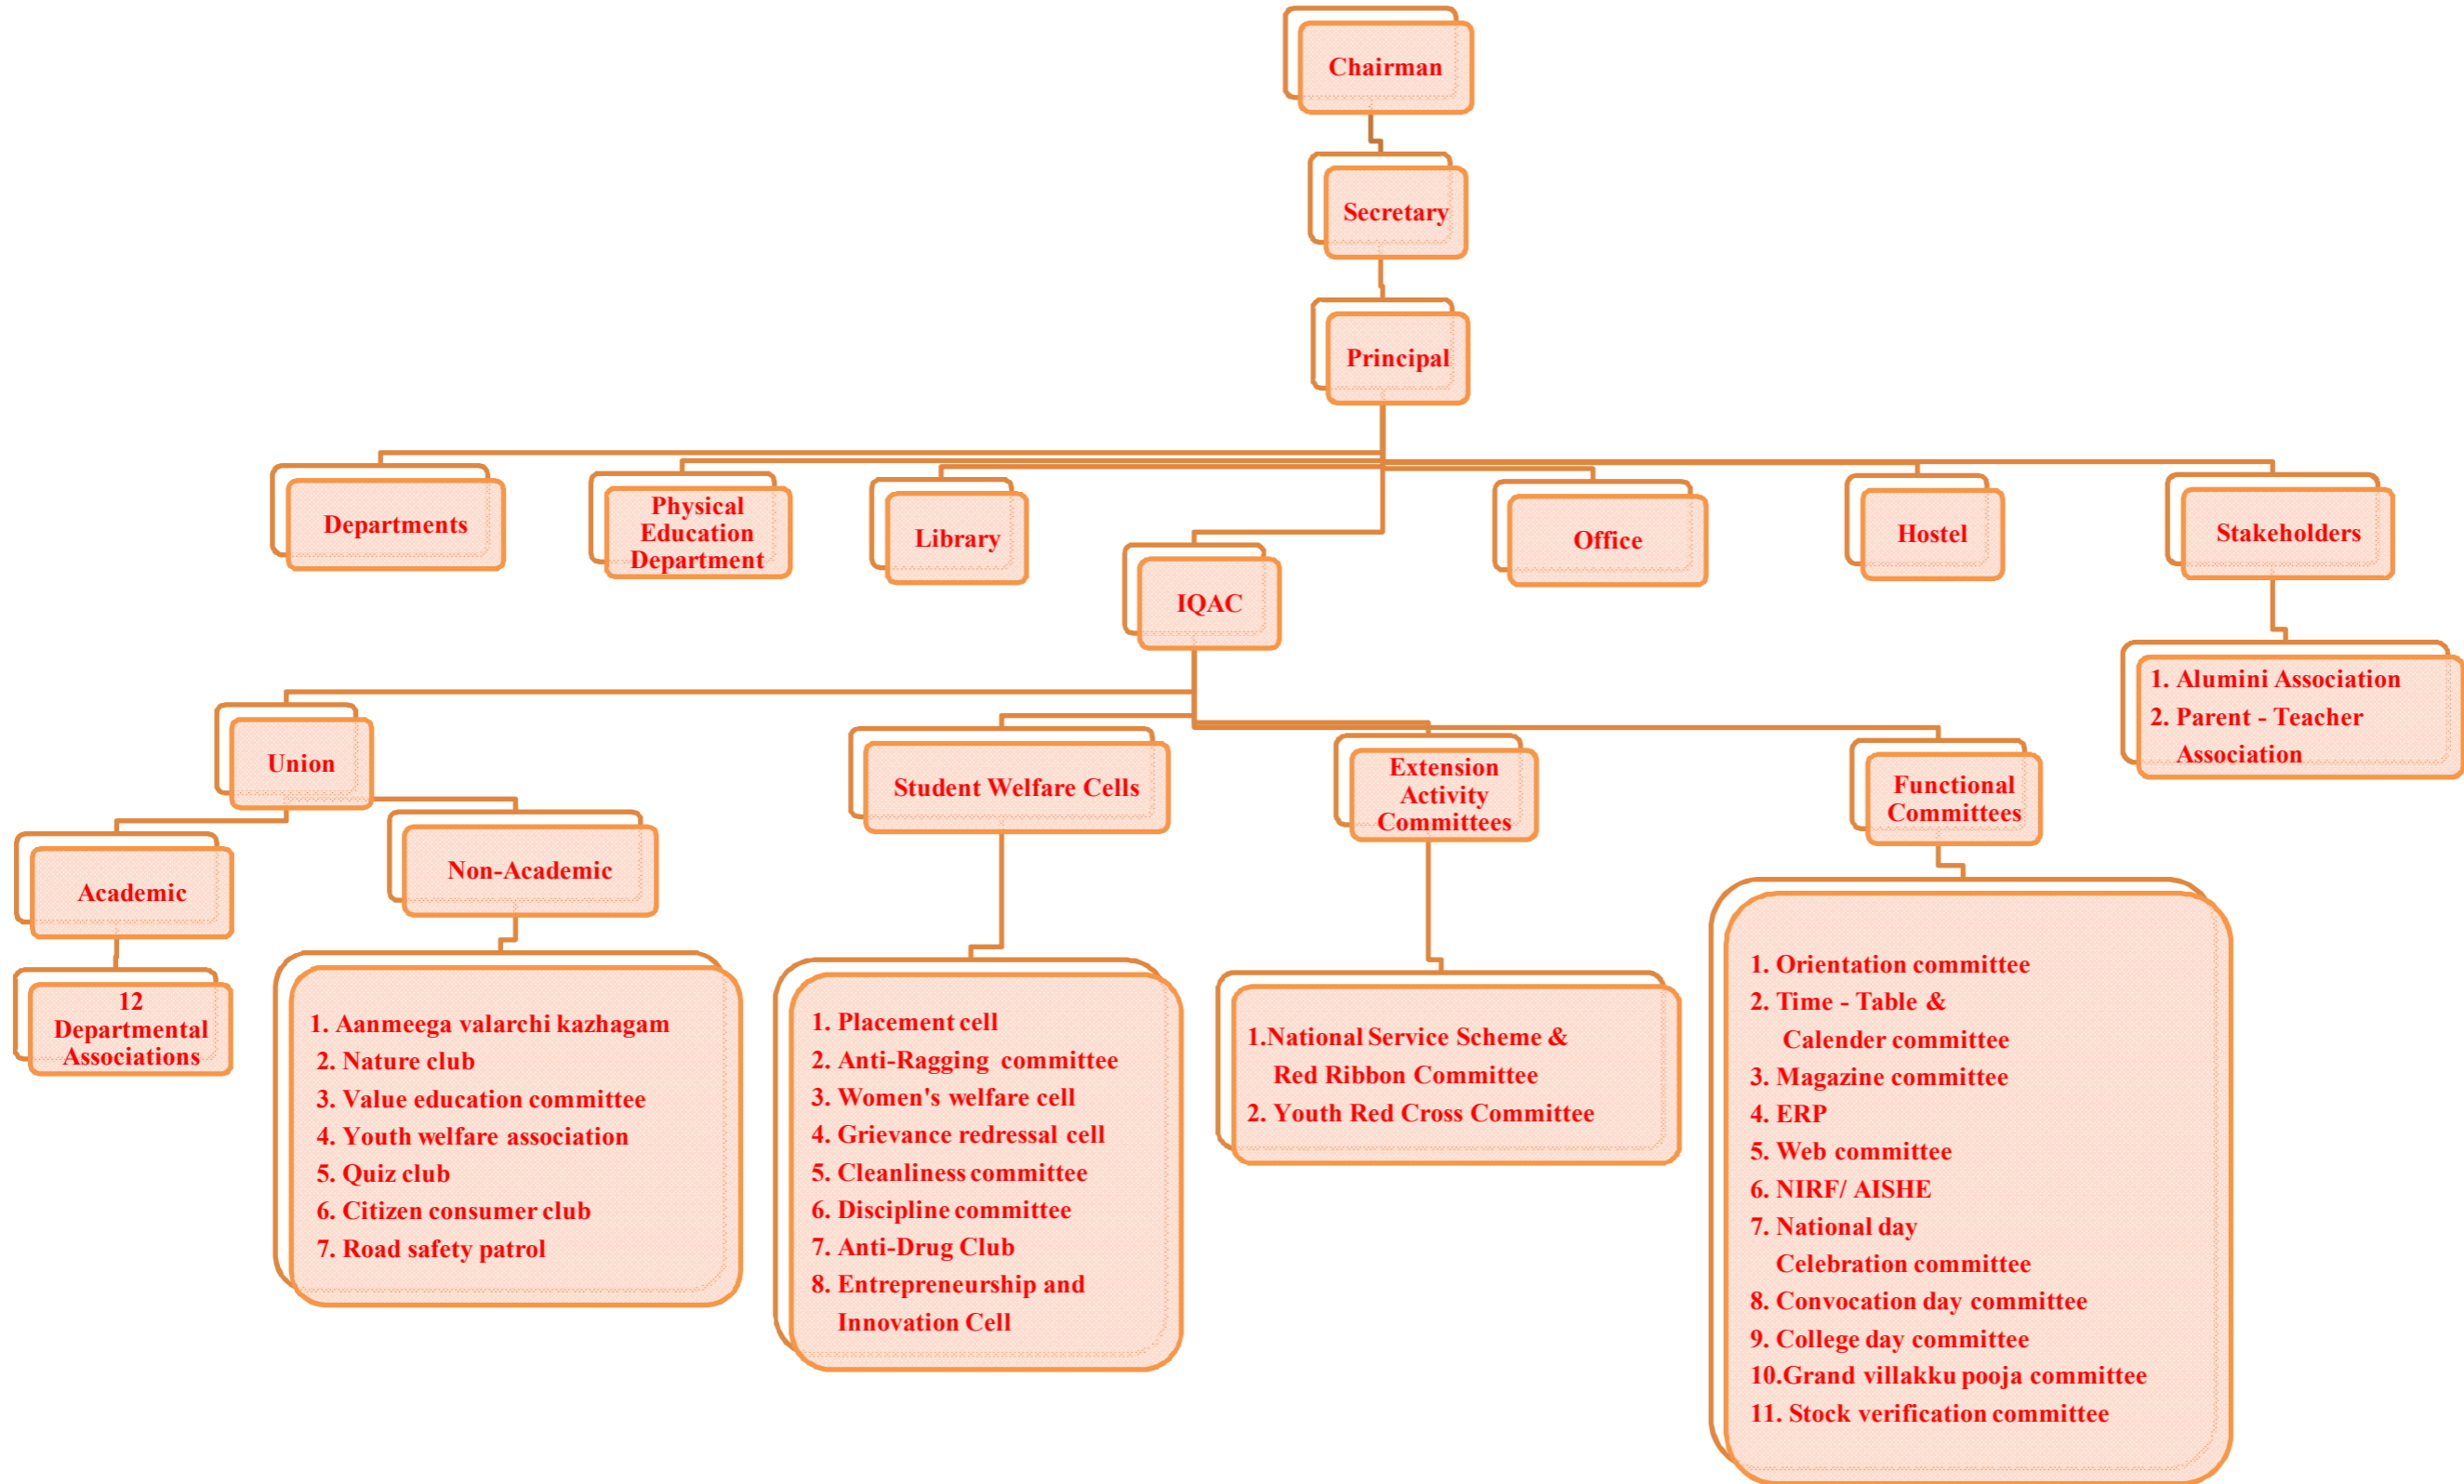 Chairman
Secretary
Principal
Departments
Physical
Education
Department
Library
IQAC
Office
Hostel
Stakeholders
1. Alumini Association
2. Parent - Teacher
Association
Union
Student Welfare Cells
Extension
Activity
Committees
Functional
Committees
Academic
Non-Academic
12
Departmental
Associations
1. Aanmeega valarchi kazhagam
2. Nature club
3. Value education committee
4. Youth welfare association
5. Quiz club
6. Citizen consumer club
7. Road safety patrol
1. Placement cell
2. Anti-Ragging committee
3. Women's welfare cell
4. Grievance redressal cell
5. Cleanliness committee
6. Discipline committee
7. Anti-Drug Club
8. Entrepreneurship and
Innovation Cell
1.National Service Scheme &
Red Ribbon Committee
2. Youth Red Cross Committee
1. Orientation committee
2. Time - Table &
Calender committee
3. Magazine committee
4. ERP
5. Web committee
6. NIRF/ AISHE
7. National day
Celebration committee
8. Convocation day committee
9. College day committee
10.Grand villakku pooja committee
11. Stock verification committee